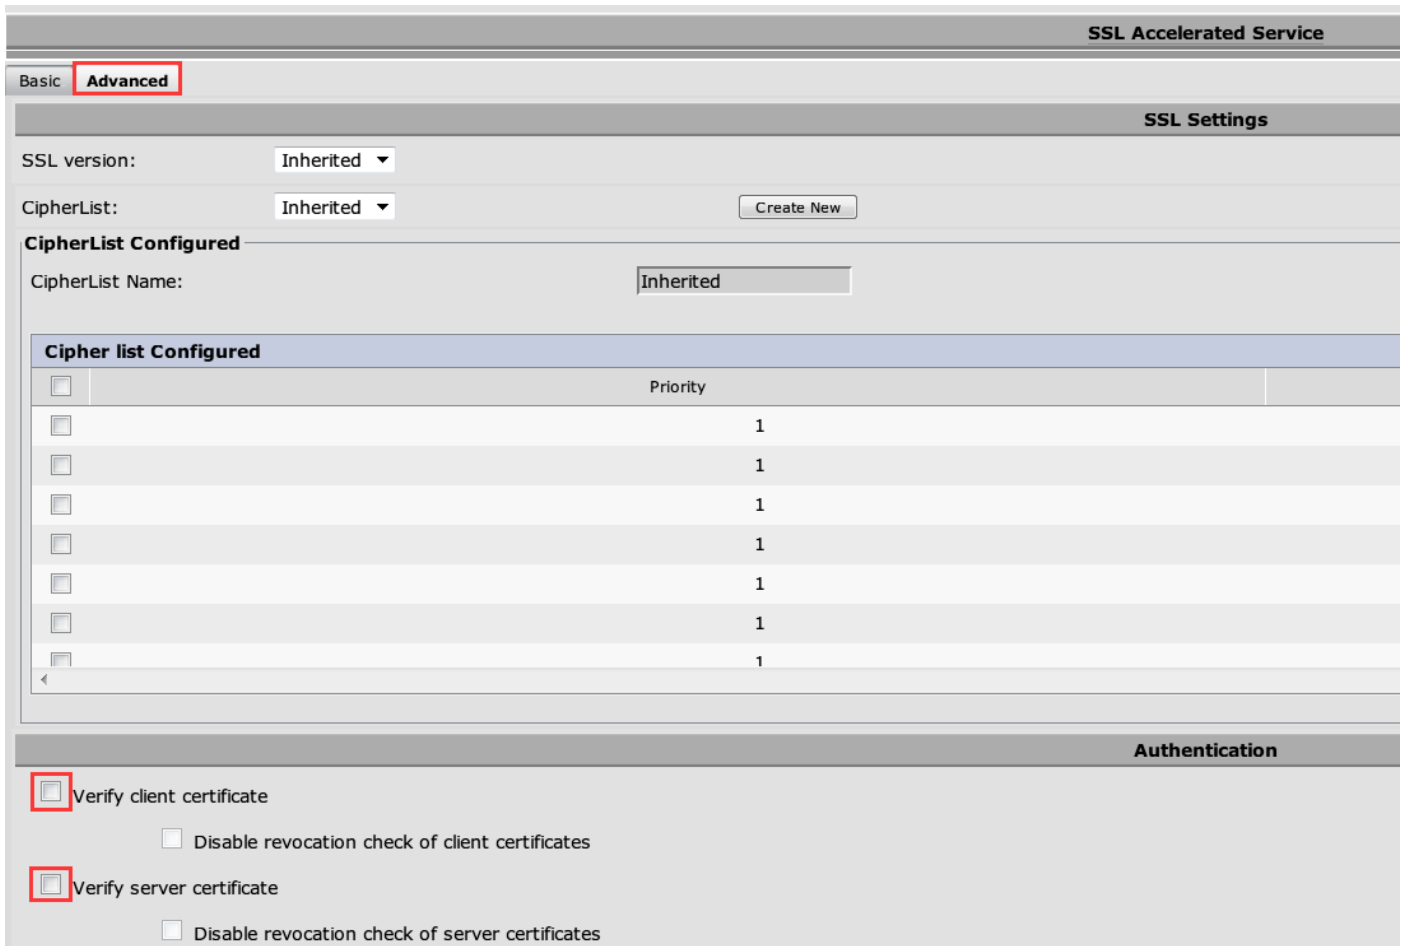 SSL Accelerated Service
Basic Advanced
SSL Settings
SSL version: Inherited
CipherList: Inherited Create New
CipherList Configured
CipherList Name: Inherited
Cipher list Configured
Priority
1
1
1
1
1
1
1
Authentication
Verify client certificate
Disable revocation check of client certificates
Verify server certificate
Disable revocation check of server certificates